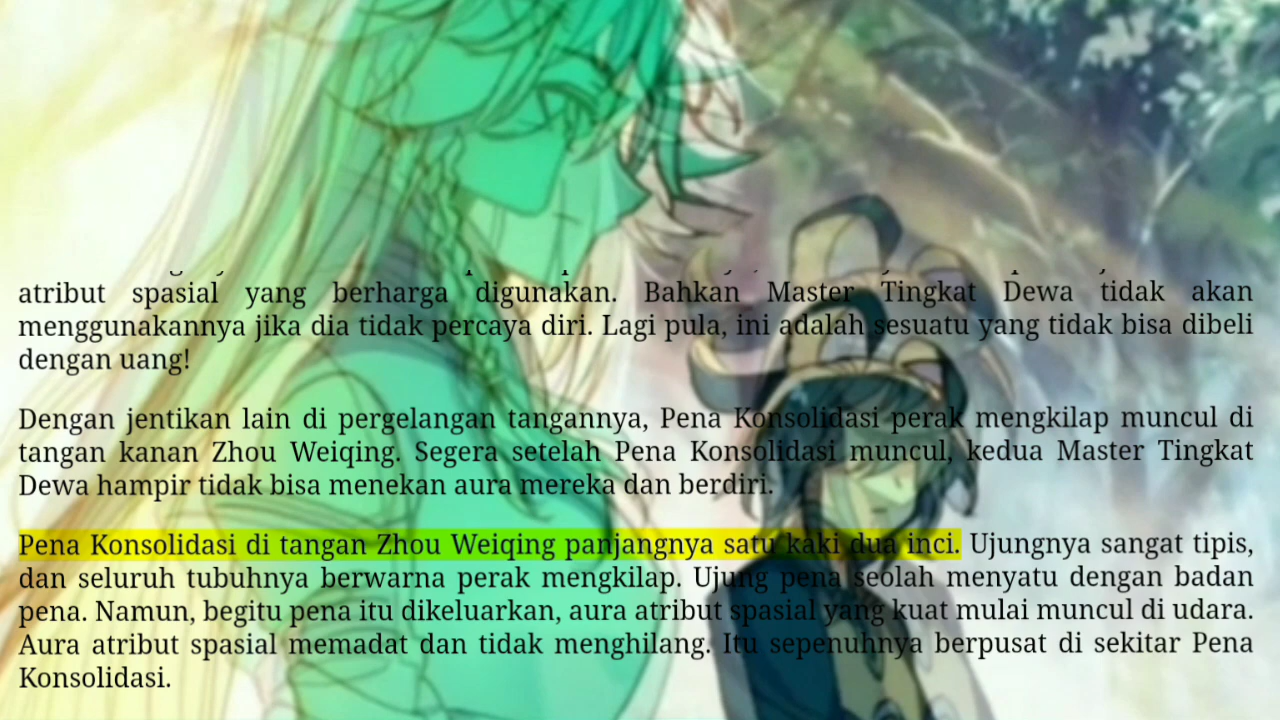 atribut spasial yang berharga digunakan. Bahkan Master Tingkat Dewa tidak akan
menggunakannya jika dia tidak percaya diri. Lagi pula, ini adalah sesuatu yang tidak bisa dibeli
dengan uang!
Dengan jentikan lain di pergelangan tangannya, Pena Konsolidasi perak mengkilap muncul di
tangan kanan Zhou Weiqing. Segera setelah Pena Konsolidasi muncul, kedua Master Tingkat
Dewa hampir tidak bisa menekan aura mereka dan berdiri.
Pena Konsolidasi di tangan Zhou Weiqing panjangnya satu kaki dua inci. Ujungnya sangat tipis,
dan seluruh tubuhnya berwarna perak mengkilap. Ujung pena seolah menyatu dengan badan
pena. Namun, begitu pena itu dikeluarkan, aura atribut spasial yang kuat mulai muncul di udara.
Aura atribut spasial memadat dan tidak menghilang. Itu sepenuhnya berpusat di sekitar Pena
Konsolidasi.